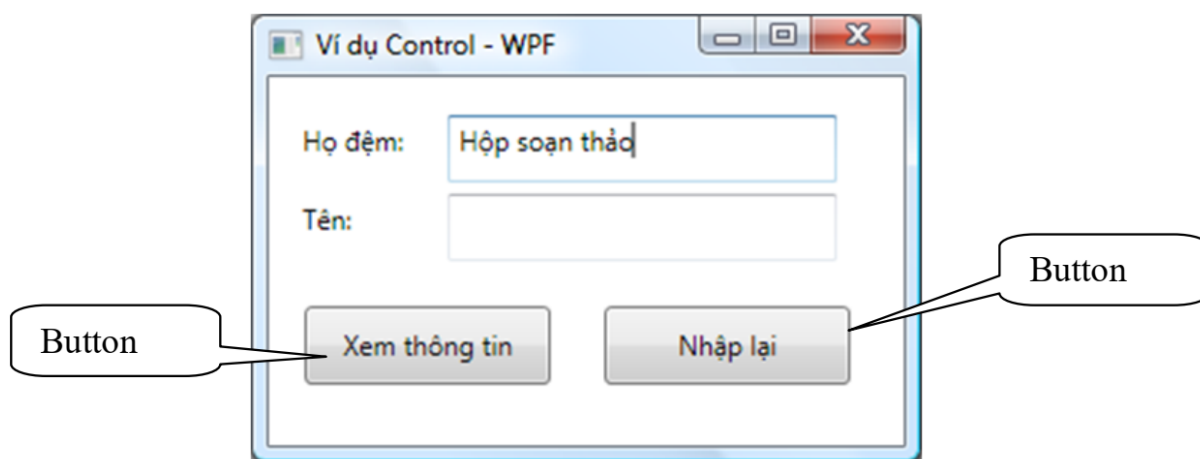 Ví dụ Control - WPF
Họ đệm:
Hộp soạn thảo
Tên:
Button
Button
Xem thông tin
Nhập lại